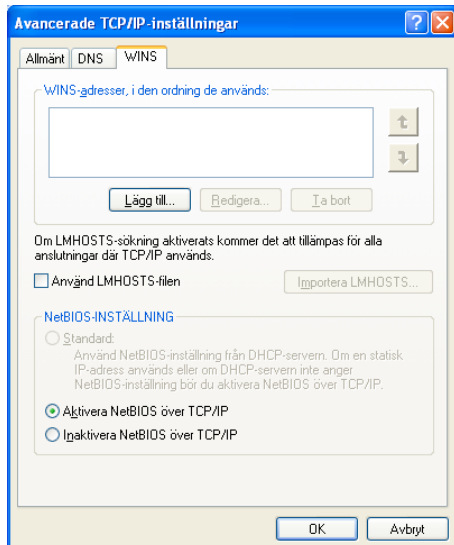 Avancerade TCP/IP-inställningar
Allmänt DNS WINS
WINS-adresser, i den ordning de används:
Lägg till... Redigera... Ta bort
Om LMHOSTS-sökning aktiverats kommer det att tillämpas för alla
anslutningar där TCP/IP används.
Använd LMHOSTS-filen Importera LMHOSTS...
NetBIOS-INSTÄLLNING
Standard:
Använd NetBIOS-inställning från DHCP-servern. Om en statisk
IP-adress används eller om DHCP-servern inte anger
NetBIOS-inställning bör du aktivera NetBIOS över TCP/IP.
Aktivera NetBIOS över TCP/IP
Inaktivera NetBIOS över TCP/IP
OK Avbryt